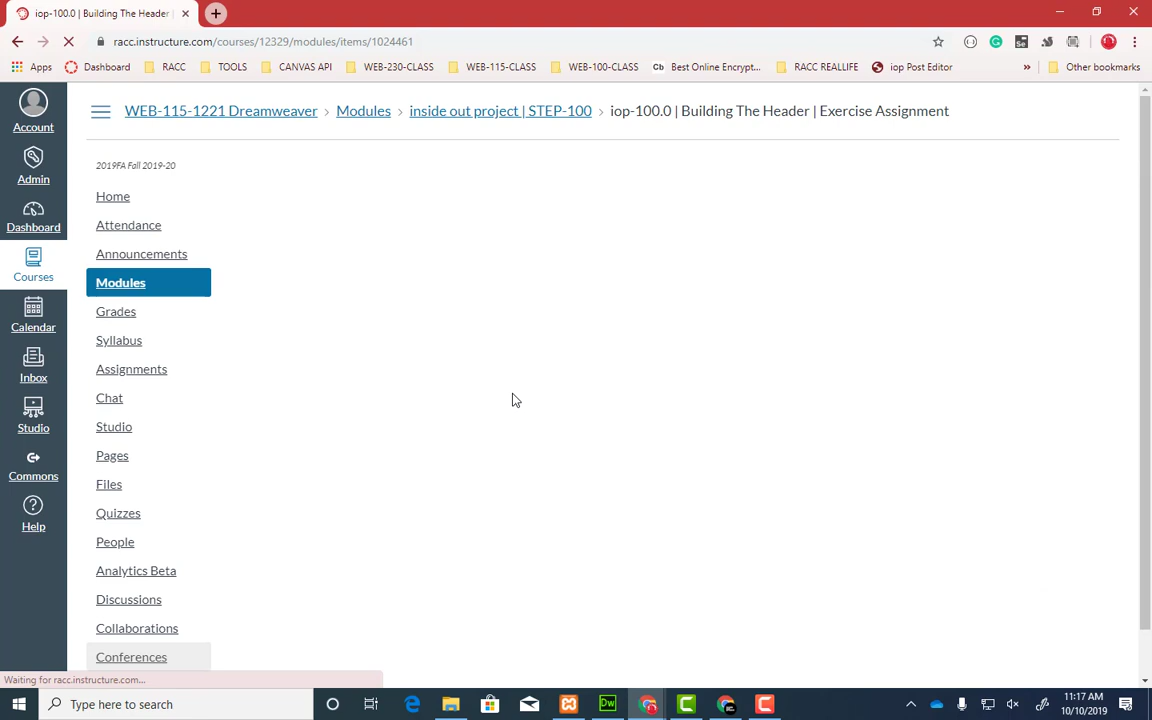 iop-100.0 | Building The Header |
racc.instructure.com/courses/12329/modules/items/1024461
Apps
Dashboard
RACC
TOOLS
CANVAS API
WEB-230-CLASS
WEB-115-CLASS
WEB-100-CLASS
Cb
Best Online Encrypt...
RACC REALLIFE
iop Post Editor
»
Other bookmarks
WEB-115-1221 Dreamweaver > Modules > inside out project | STEP-100 > iop-100.0 | Building The Header | Exercise Assignment
Account
Admin
Dashboard
Courses
Calendar
Inbox
Studio
Commons
Help
2019FA Fall 2019-20
Home
Attendance
Announcements
Modules
Grades
Syllabus
Assignments
Chat
Studio
Pages
Files
Quizzes
People
Analytics Beta
Discussions
Collaborations
Conferences
Waiting for racc.instructure.com...
Type here to search
Dw
11:17 AM
10/10/2019